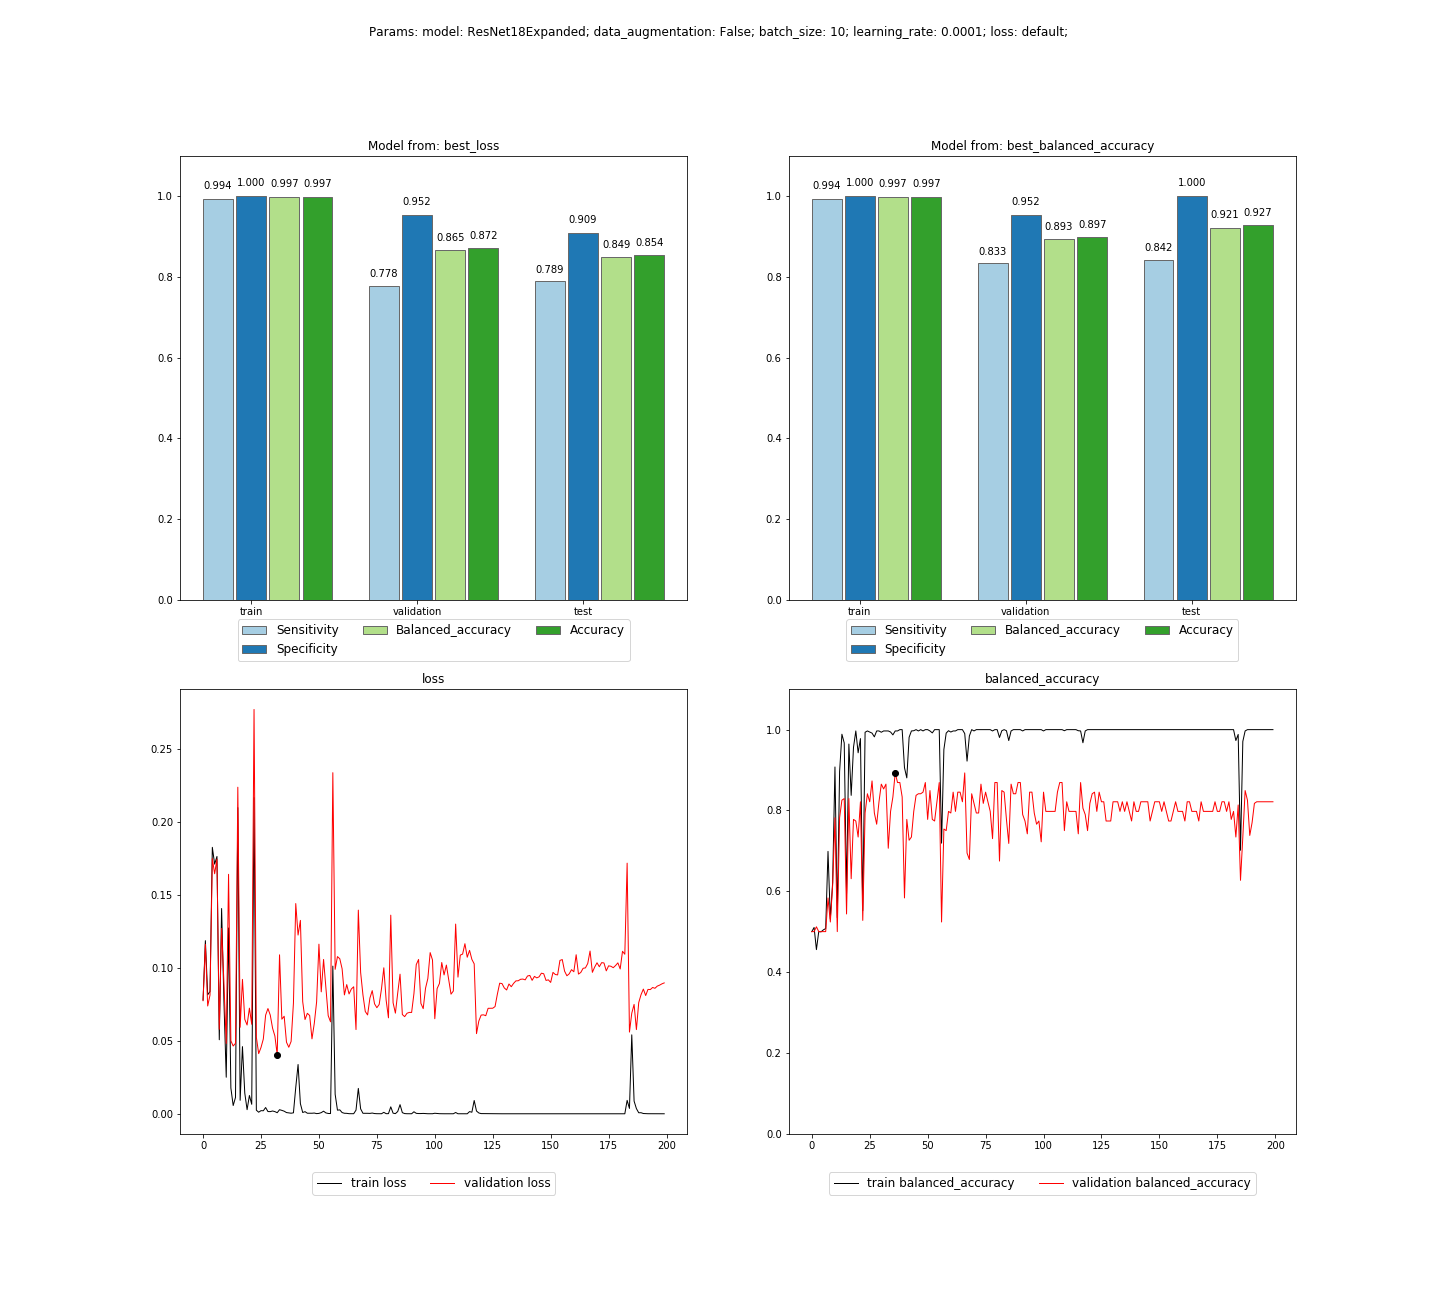 Params: model: ResNet18Expanded; data_augmentation: False; batch_size: 10; learning_rate: 0.0001; loss: default;
Model from: best_loss
1.0
0.8
0.6
0.4
0.2
0.0
0.994 1.000 0.997 0.997
0.778 0.952 0.865 0.872
0.789 0.909 0.849 0.854
train validation test
Sensitivity Balanced_accuracy Accuracy
Specificity
Model from: best_balanced_accuracy
1.0
0.8
0.6
0.4
0.2
0.0
0.994 1.000 0.997 0.997
0.833 0.952 0.893 0.897
0.842 1.000 0.921 0.927
train validation test
Sensitivity Balanced_accuracy Accuracy
Specificity
loss
0.25
0.20
0.15
0.10
0.05
0.00
0 25 50 75 100 125 150 175 200
train loss validation loss
balanced_accuracy
1.0
0.8
0.6
0.4
0.2
0.0
0 25 50 75 100 125 150 175 200
train balanced_accuracy validation balanced_accuracy